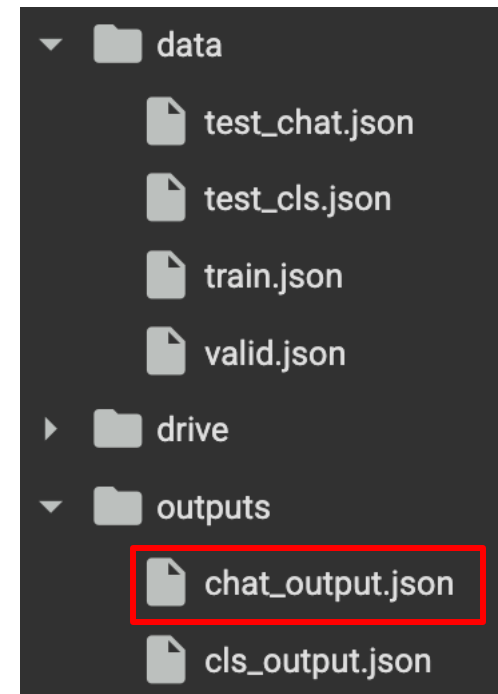 data
test_chat.json
test_cls.json
train.json
valid.json
drive
outputs
chat_output.json
cls_output.json